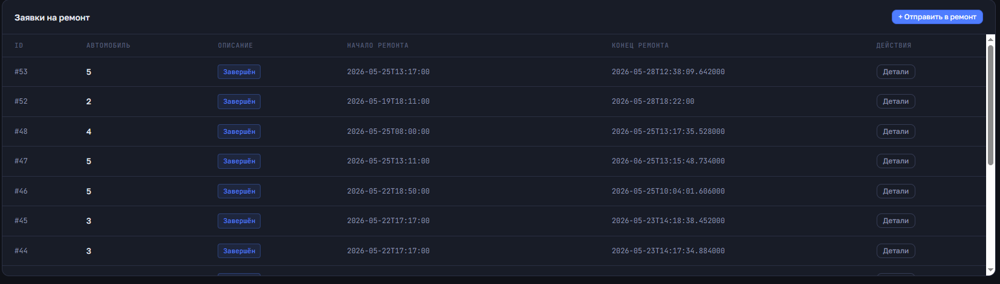 Заявки на ремонт + Отправить в ремонт
ID АВТОМОБИЛЬ ОПИСАНИЕ НАЧАЛО РЕМОНТА КОНЕЦ РЕМОНТА ДЕЙСТВИЯ
#53 5 Завершён 2026-05-25T13:17:00 2026-05-28T12:38:09.642000 Детали
#52 2 Завершён 2026-05-19T18:11:00 2026-05-28T18:22:00 Детали
#48 4 Завершён 2026-05-25T08:00:00 2026-05-25T13:17:35.528000 Детали
#47 5 Завершён 2026-05-25T13:11:00 2026-06-25T13:15:48.734000 Детали
#46 5 Завершён 2026-05-22T18:50:00 2026-05-25T10:04:01.606000 Детали
#45 3 Завершён 2026-05-22T17:17:00 2026-05-23T14:18:38.452000 Детали
#44 3 Завершён 2026-05-22T17:17:00 2026-05-23T14:17:34.884000 Детали